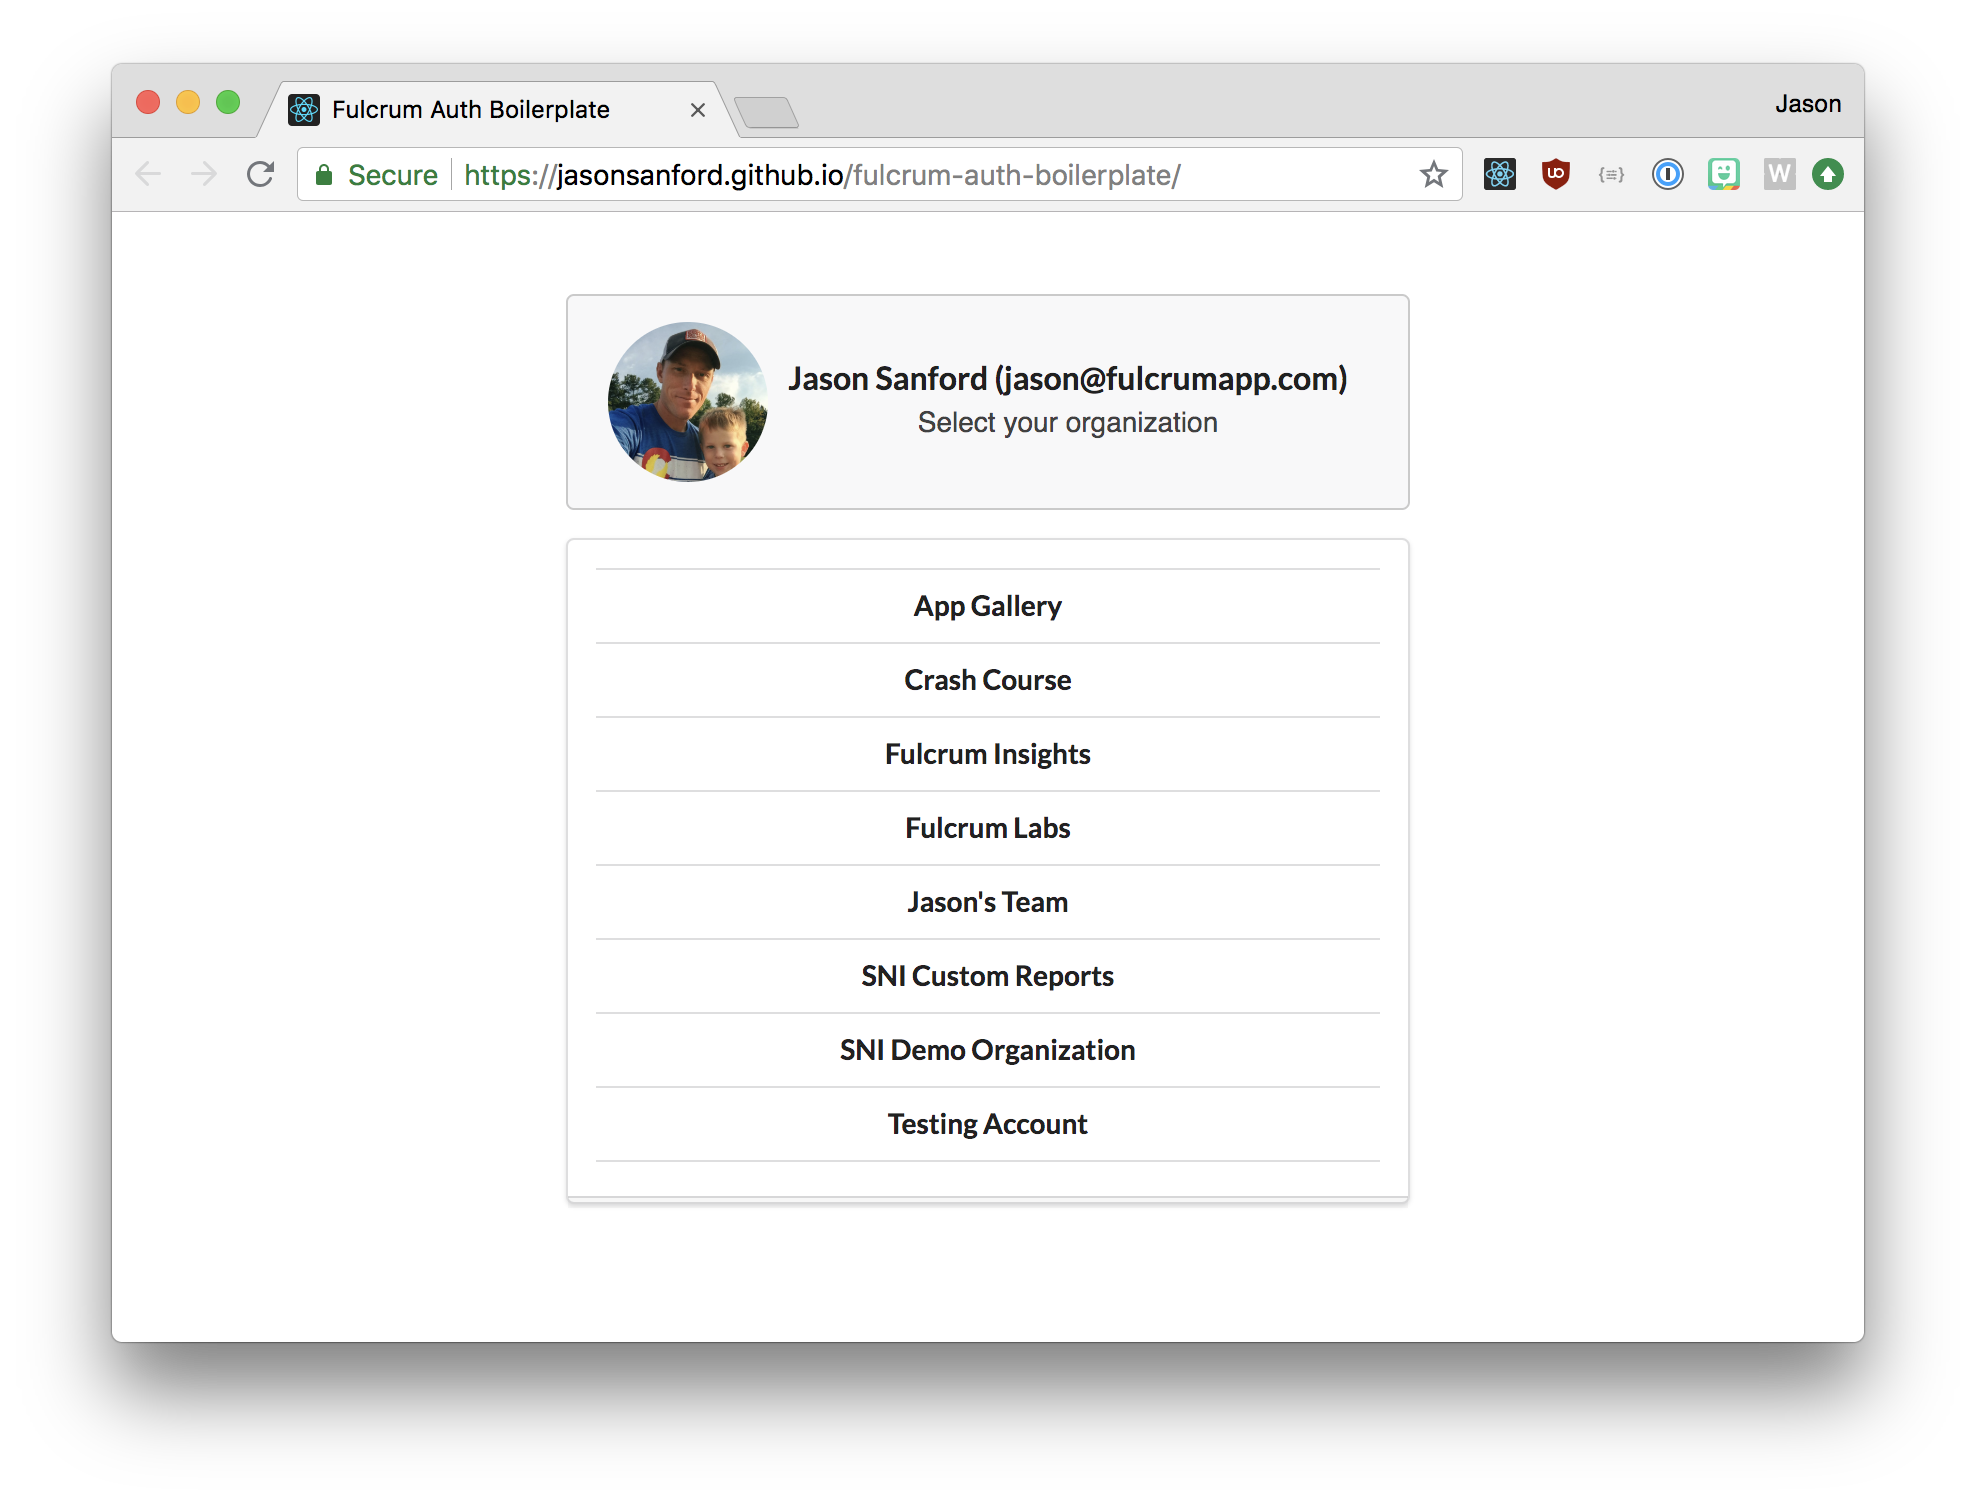 Fulcrum Auth Boilerplate
Jason
Secure
https://jasonsanford.github.io/fulcrum-auth-boilerplate/
W
Jason Sanford (jason@fulcrumapp.com)
Select your organization
App Gallery
Crash Course
Fulcrum Insights
Fulcrum Labs
Jason's Team
SNI Custom Reports
SNI Demo Organization
Testing Account